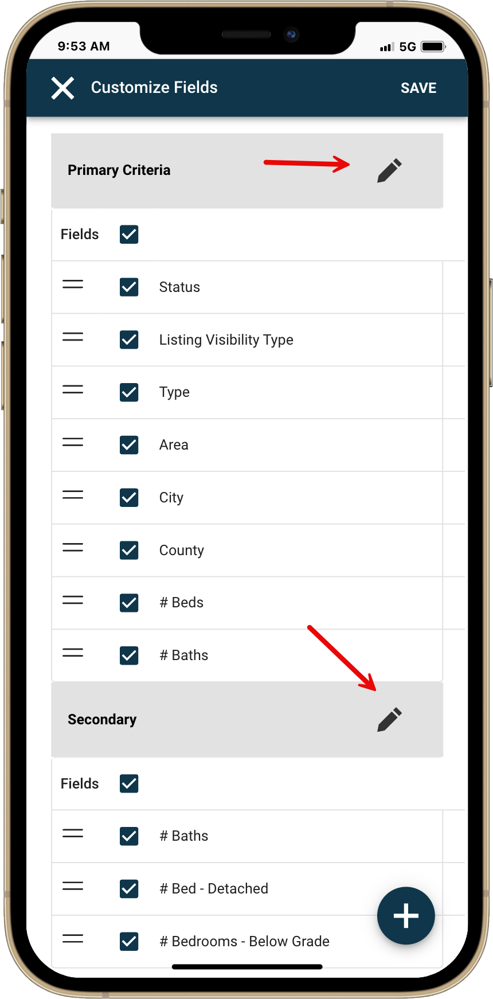 9:53 AM 5G
Customize Fields SAVE
Primary Criteria
Fields
Status
Listing Visibility Type
Type
Area
City
County
# Beds
# Baths
Secondary
Fields
# Baths
# Bed - Detached
# Bedrooms - Below Grade